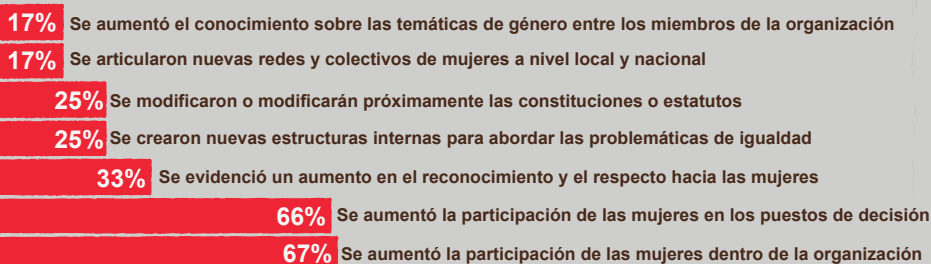 17% Se aumentó el conocimiento sobre las temáticas de género entre los miembros de la organización
17% Se articularon nuevas redes y colectivos de mujeres a nivel local y nacional
25% Se modificaron o modificarán próximamente las constituciones o estatutos
25% Se crearon nuevas estructuras internas para abordar las problemáticas de igualdad
33% Se evidenció un aumento en el reconocimiento y el respecto hacia las mujeres
66% Se aumentó la participación de las mujeres en los puestos de decisión
67% Se aumentó la participación de las mujeres dentro de la organización